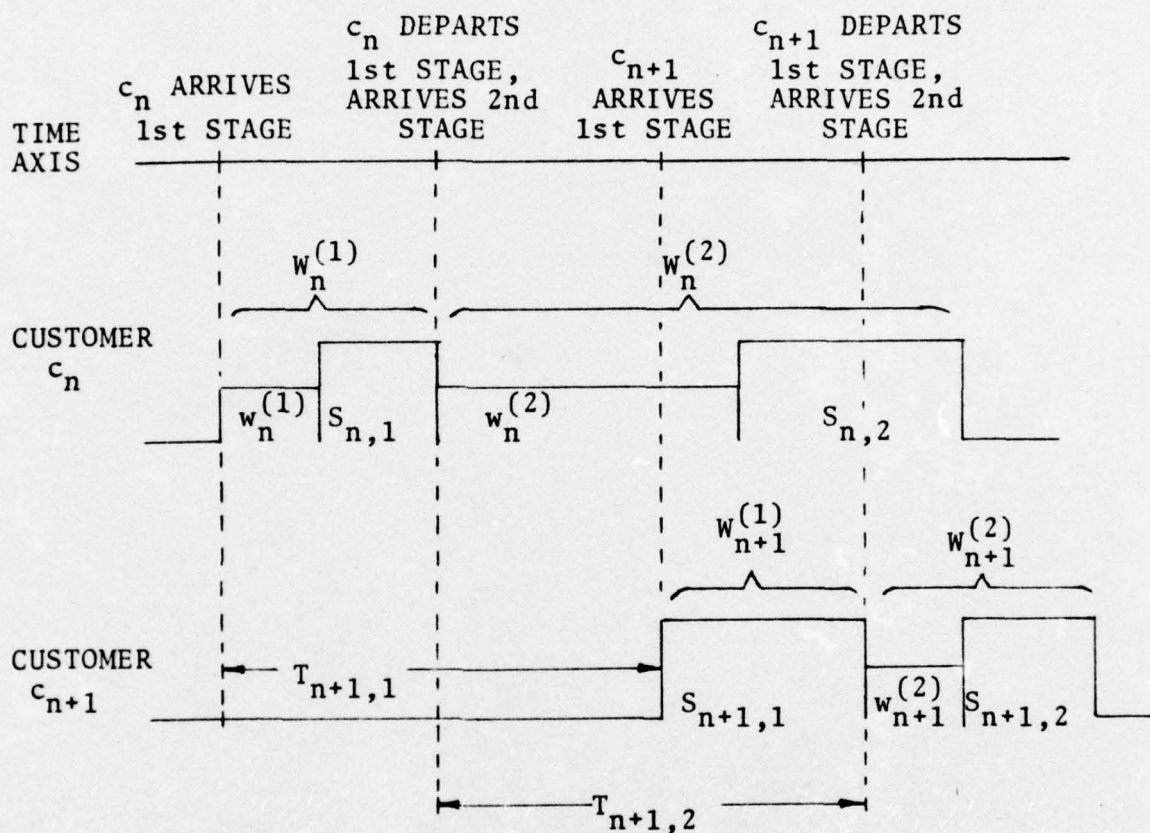 c_n ARRIVES
1st STAGE
c_n DEPARTS
1st STAGE,
ARRIVES 2nd
STAGE
c_{n+1}
ARRIVES
1st STAGE
c_{n+1} DEPARTS
1st STAGE,
ARRIVES 2nd
STAGE
TIME
AXIS
W_n^{(1)}
W_n^{(2)}
CUSTOMER
c_n
w_n^{(1)}
S_{n,1}
w_n^{(2)}
S_{n,2}
W_{n+1}^{(1)}
W_{n+1}^{(2)}
CUSTOMER
c_{n+1}
T_{n+1,1}
S_{n+1,1}
w_{n+1}^{(2)}
S_{n+1,2}
T_{n+1,2}